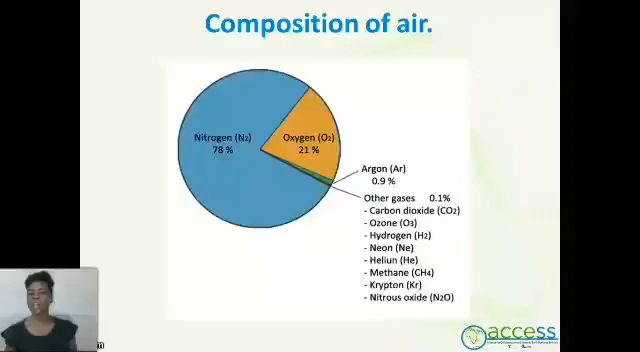 Composition of air.
Nitrogen (N2)
78 %
Oxygen (O2)
21 %
Argon (Ar)
0.9 %
Other gases 0.1%
- Carbon dioxide (CO2)
- Ozone (O3)
- Hydrogen (H2)
- Neon (Ne)
- Heliun (He)
- Methane (CH4)
- Krypton (Kr)
- Nitrous oxide (N2O)
access